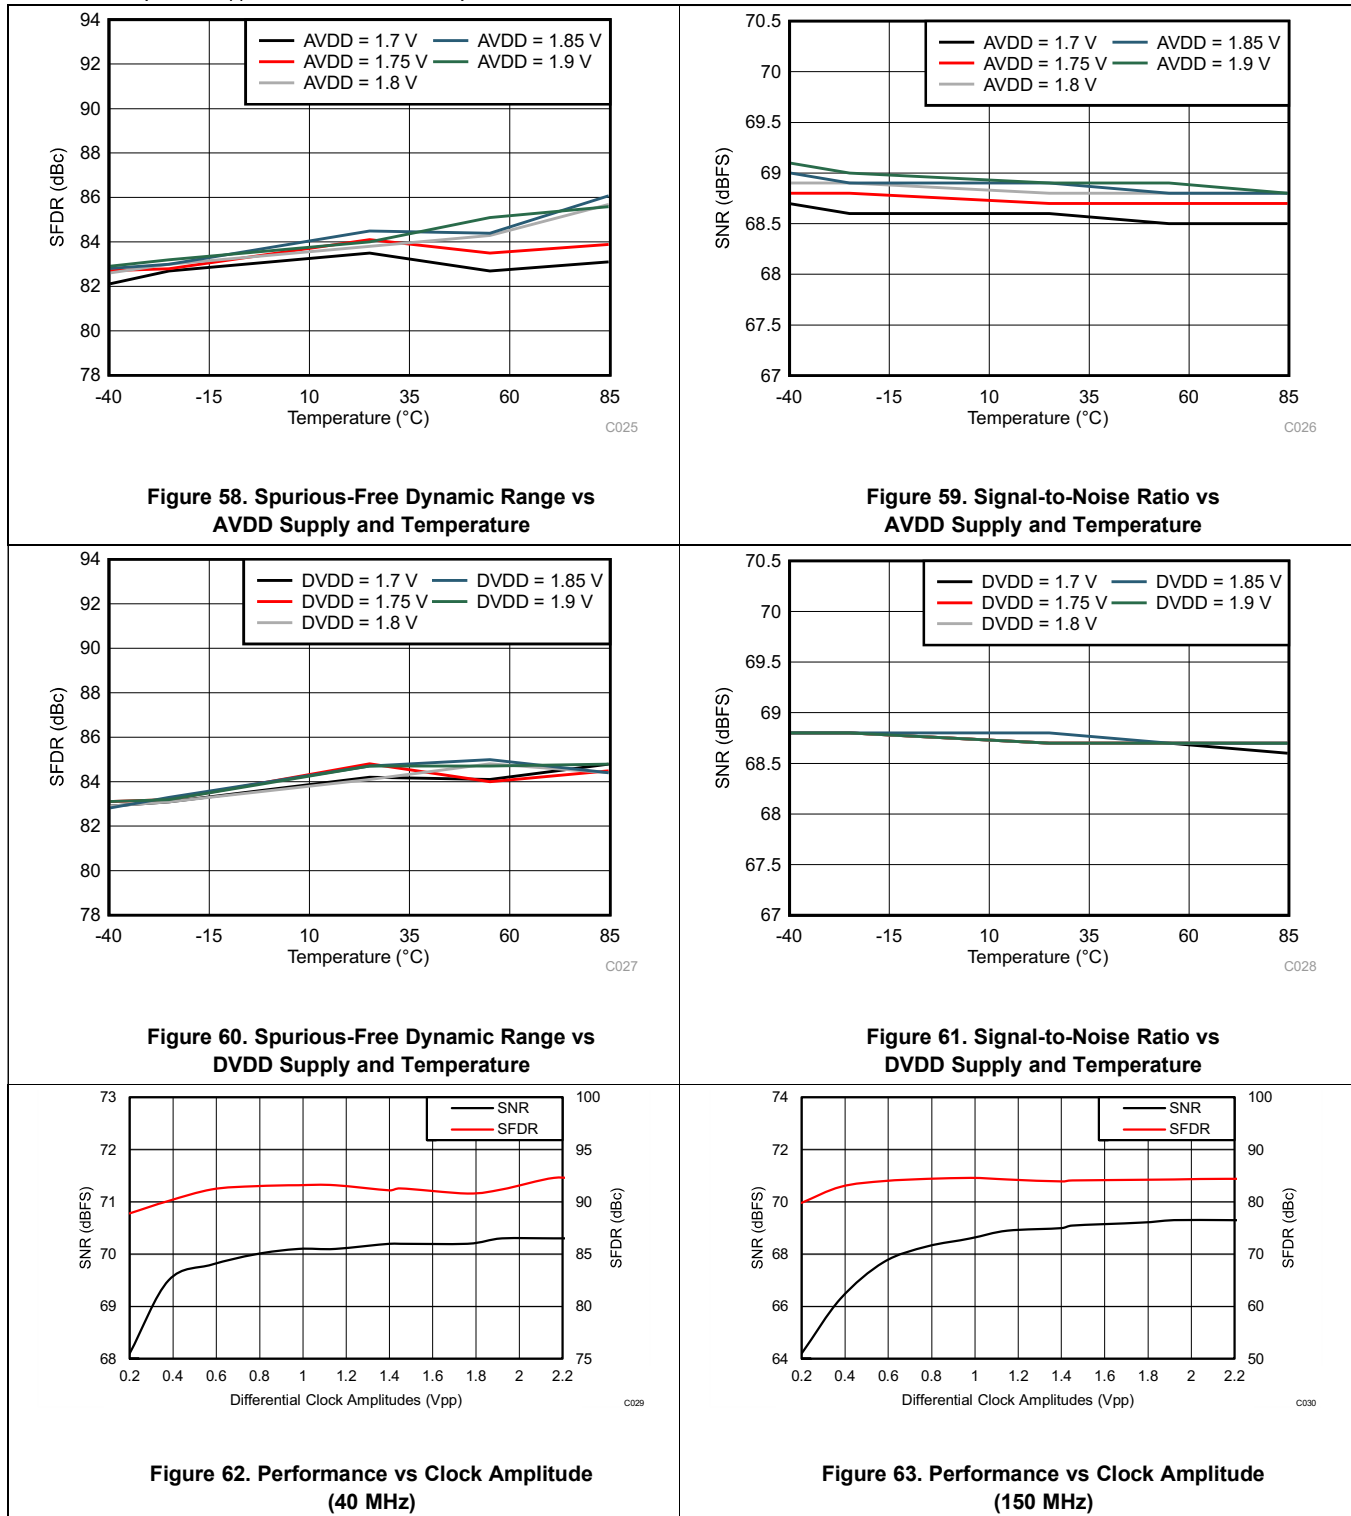 94
92
90
88
86
84
82
80
78
SFDR (dBc)
AVDD = 1.7 V
AVDD = 1.85 V
AVDD = 1.75 V
AVDD = 1.9 V
AVDD = 1.8 V
-40
-15
10
35
60
85
Temperature (°C)
C025
Figure 58. Spurious-Free Dynamic Range vs
AVDD Supply and Temperature
70.5
70
69.5
69
68.5
68
67.5
67
SNR (dBFS)
AVDD = 1.7 V
AVDD = 1.85 V
AVDD = 1.75 V
AVDD = 1.9 V
AVDD = 1.8 V
-40
-15
10
35
60
85
Temperature (°C)
C026
Figure 59. Signal-to-Noise Ratio vs
AVDD Supply and Temperature
94
92
90
88
86
84
82
80
78
SFDR (dBc)
DVDD = 1.7 V
DVDD = 1.85 V
DVDD = 1.75 V
DVDD = 1.9 V
DVDD = 1.8 V
-40
-15
10
35
60
85
Temperature (°C)
C027
Figure 60. Spurious-Free Dynamic Range vs
DVDD Supply and Temperature
70.5
70
69.5
69
68.5
68
67.5
67
SNR (dBFS)
DVDD = 1.7 V
DVDD = 1.85 V
DVDD = 1.75 V
DVDD = 1.9 V
DVDD = 1.8 V
-40
-15
10
35
60
85
Temperature (°C)
C028
Figure 61. Signal-to-Noise Ratio vs
DVDD Supply and Temperature
73
72
71
70
69
68
SNR (dBFS)
SNR
SFDR
100
95
90
85
80
75
SFDR (dBc)
0.2
0.4
0.6
0.8
1
1.2
1.4
1.6
1.8
2
2.2
Differential Clock Amplitudes (Vpp)
C029
Figure 62. Performance vs Clock Amplitude
(40 MHz)
74
72
70
68
66
64
SNR (dBFS)
SNR
SFDR
100
90
80
70
60
50
SFDR (dBc)
0.2
0.4
0.6
0.8
1
1.2
1.4
1.6
1.8
2
2.2
Differential Clock Amplitudes (Vpp)
C030
Figure 63. Performance vs Clock Amplitude
(150 MHz)